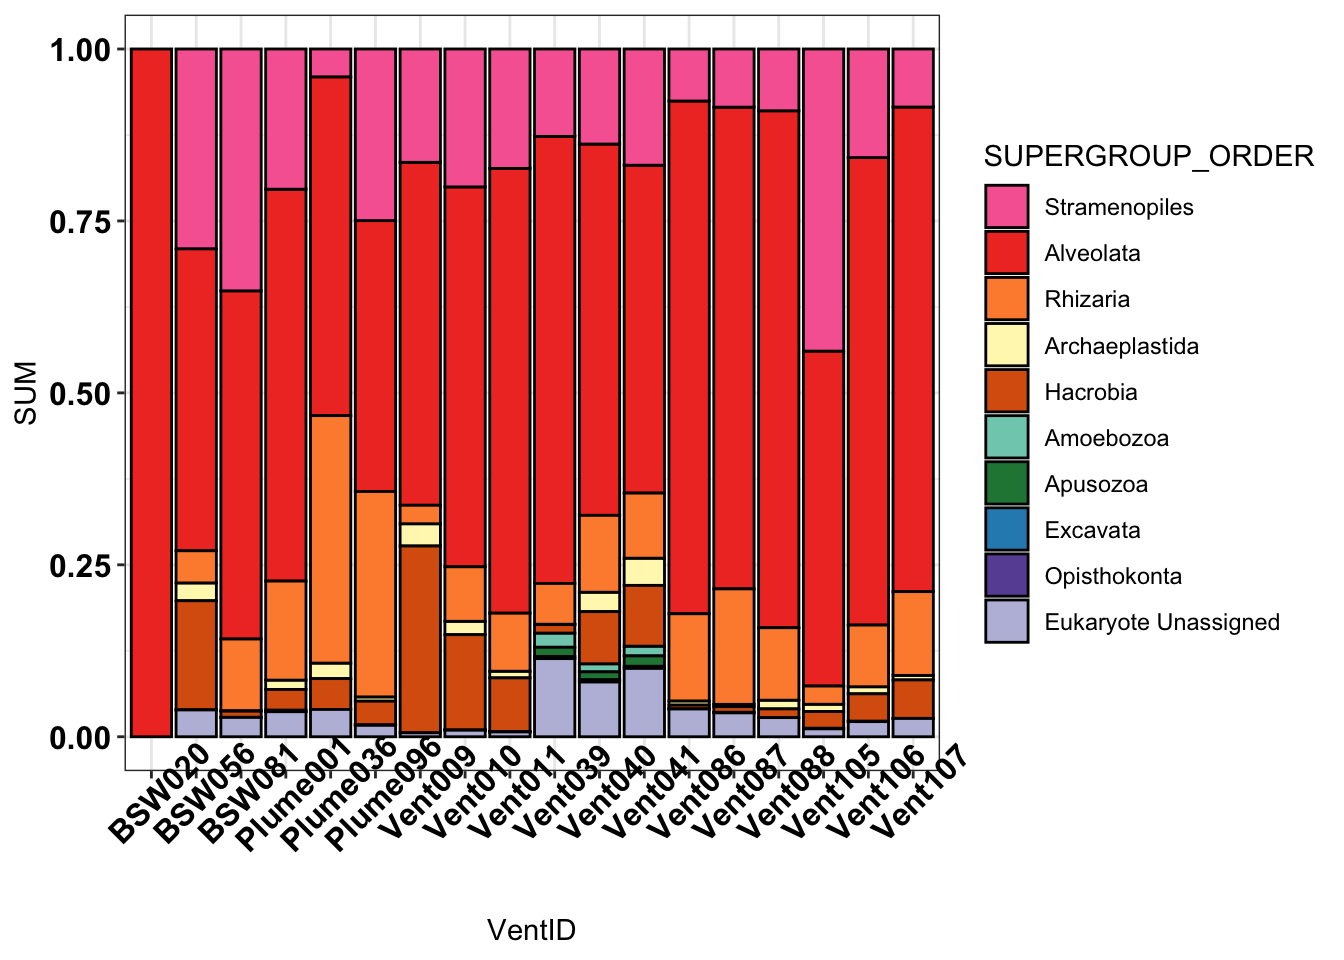 1.00
0.75
0.50
0.25
0.00
SUM
BSW020
BSW056
BSW081
Plume001
Plume036
Plume096
Vent009
Vent010
Vent011
Vent039
Vent040
Vent041
Vent086
Vent087
Vent088
Vent105
Vent106
Vent107
VentID
SUPERGROUP_ORDER
Stramenopiles
Alveolata
Rhizaria
Archaeplastida
Hacrobia
Amoebozoa
Apusozoa
Excavata
Opisthokonta
Eukaryote Unassigned